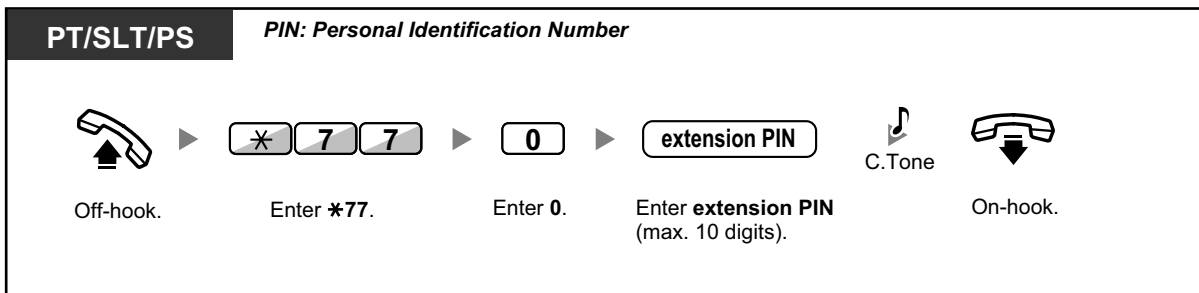 PT/SLT/PS PIN: Personal Identification Number
✳ 7 7 0 extension PIN
C.Tone
Off-hook. Enter ✳77. Enter 0. Enter extension PIN On-hook.
(max. 10 digits).